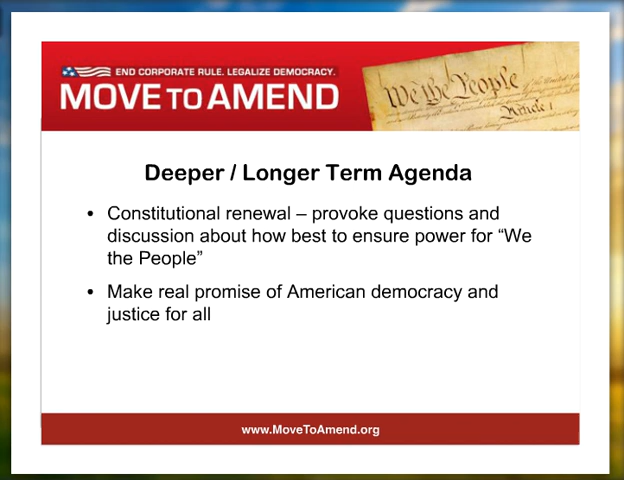 END CORPORATE RULE. LEGALIZE DEMOCRACY.
MOVE TO AMEND
We the People
Article 1
Deeper / Longer Term Agenda
• Constitutional renewal – provoke questions and
discussion about how best to ensure power for “We
the People”
• Make real promise of American democracy and
justice for all
www.MoveToAmend.org